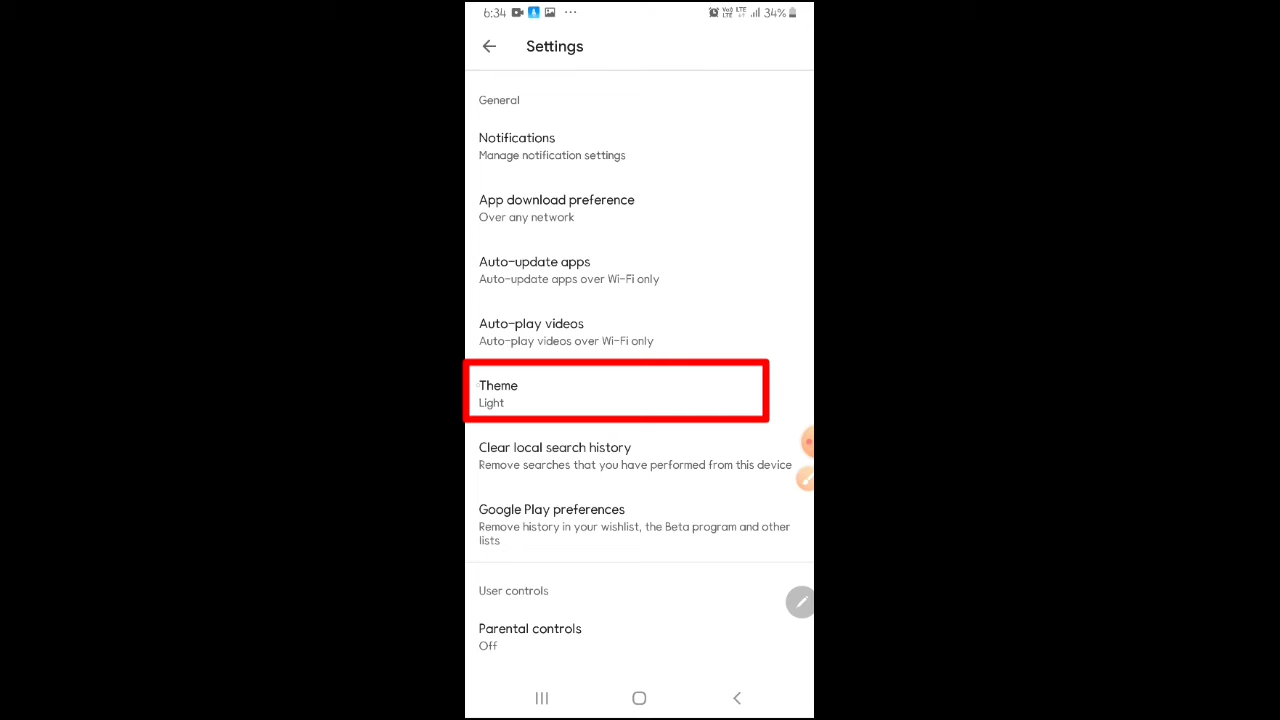 6:34 ... VoI) LTE LTE 34%
Settings
General
Notifications
Manage notification settings
App download preference
Over any network
Auto-update apps
Auto-update apps over Wi-Fi only
Auto-play videos
Auto-play videos over Wi-Fi only
Theme
Light
Clear local search history
Remove searches that you have performed from this device
Google Play preferences
Remove history in your wishlist, the Beta program and other
lists
User controls
Parental controls
Off